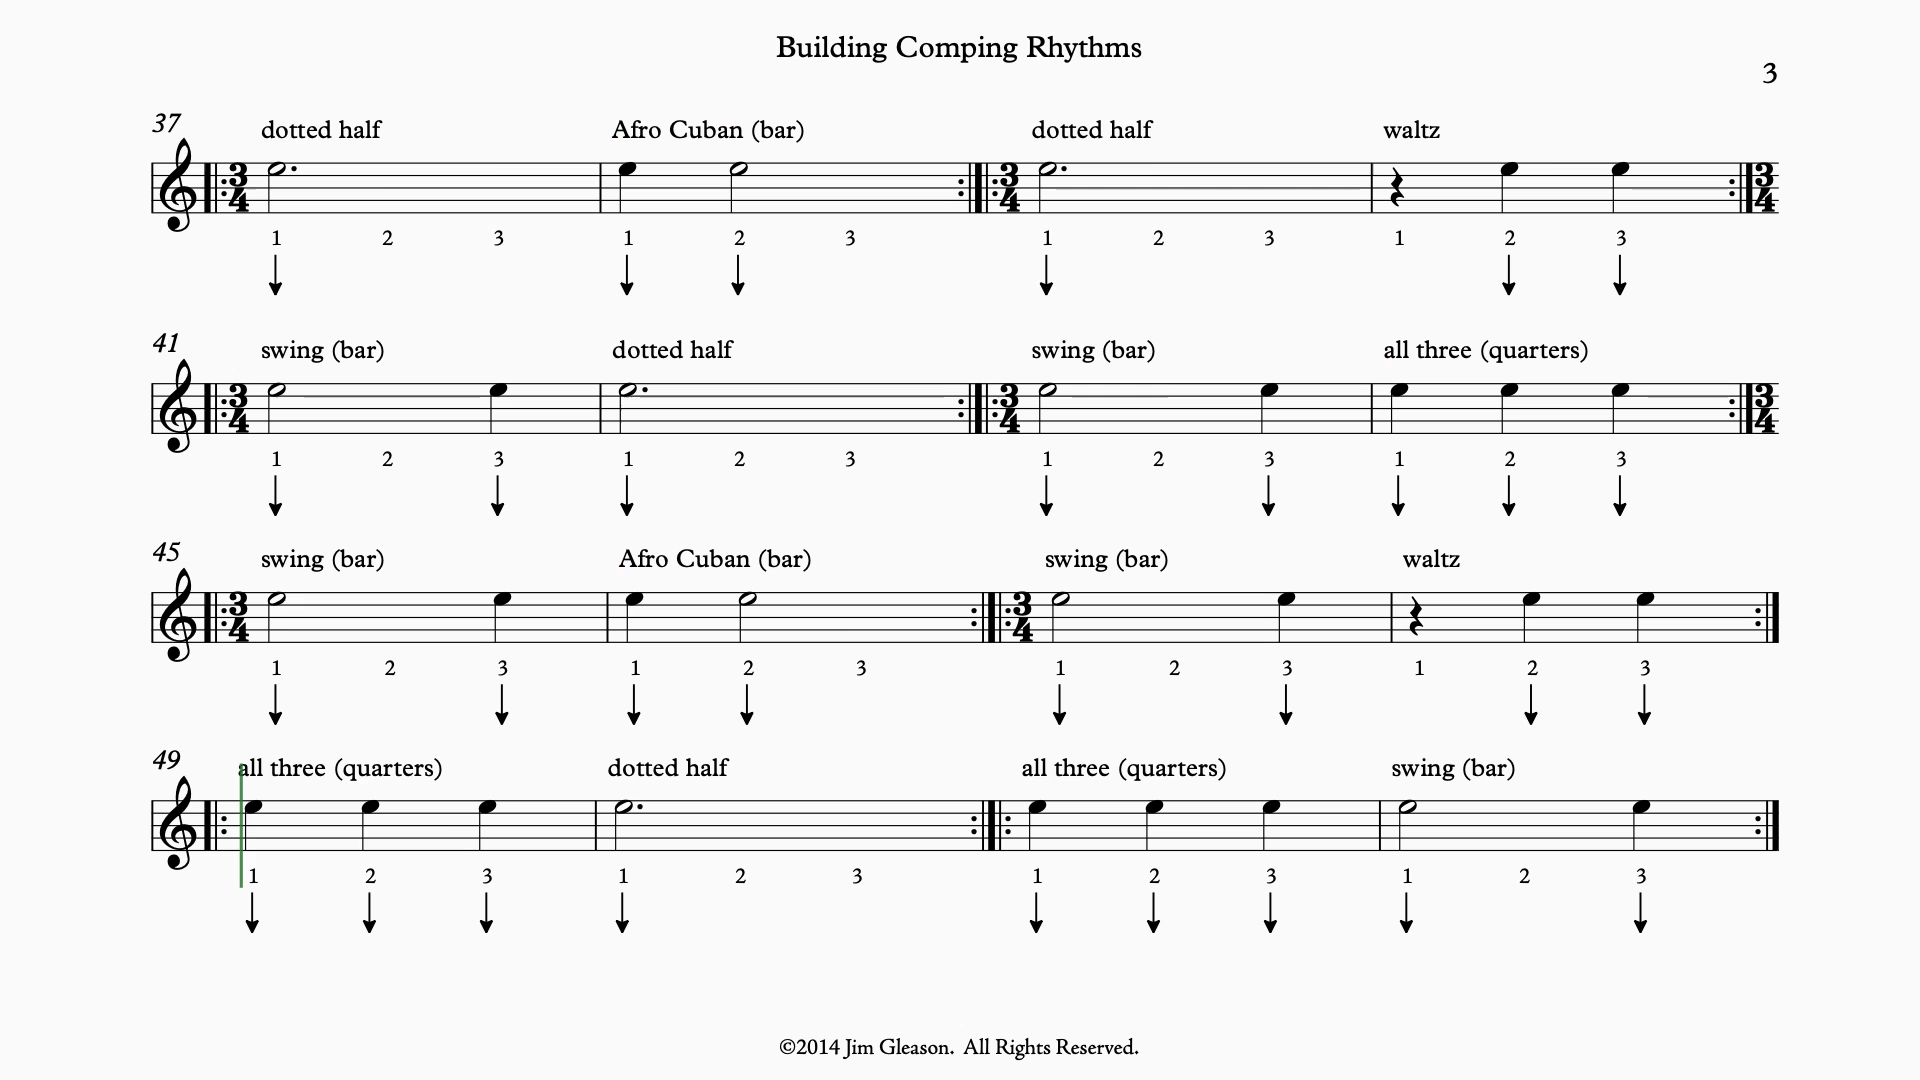 Building Comping Rhythms
3
37 dotted half Afro Cuban (bar) dotted half waltz
3 4 3 4 3 4
1 2 3 1 2 3 1 2 3 1 2 3
41 swing (bar) dotted half swing (bar) all three (quarters)
3 4 3 4 3 4
1 2 3 1 2 3 1 2 3 1 2 3
45 swing (bar) Afro Cuban (bar) swing (bar) waltz
3 4 3 4
1 2 3 1 2 3 1 2 3 1 2 3
49 all three (quarters) dotted half all three (quarters) swing (bar)
1 2 3 1 2 3 1 2 3 1 2 3
©2014 Jim Gleason. All Rights Reserved.